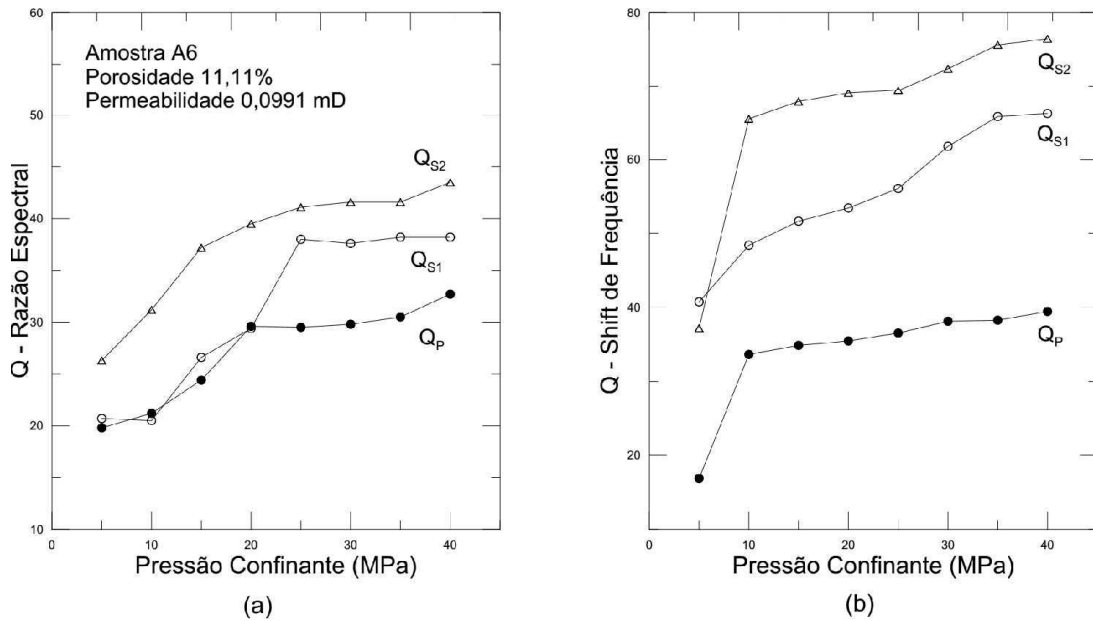 60
50
40
30
20
10
0
10
20
30
40
Q - Razão Espectral
Amostra A6
Porosidade 11,11%
Permeabilidade 0,0991 mD
QS2
QS1
QP
Pressão Confinante (MPa)
(a)
80
60
40
20
0
10
20
30
40
Q - Shift de Frequência
QS2
QS1
QP
Pressão Confinante (MPa)
(b)